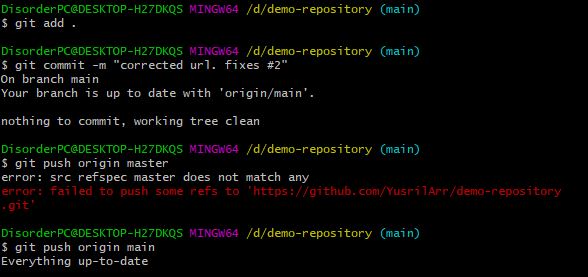 DisorderPC@DESKTOP-H27DKQS MINGW64 /d/demo-repository (main)
$ git add .
DisorderPC@DESKTOP-H27DKQS MINGW64 /d/demo-repository (main)
$ git commit -m "corrected url. fixes #2"
On branch main
Your branch is up to date with 'origin/main'.
nothing to commit, working tree clean
DisorderPC@DESKTOP-H27DKQS MINGW64 /d/demo-repository (main)
$ git push origin master
error: src refspec master does not match any
error: failed to push some refs to 'https://github.com/YusrilArr/demo-repository
.git'
DisorderPC@DESKTOP-H27DKQS MINGW64 /d/demo-repository (main)
$ git push origin main
Everything up-to-date